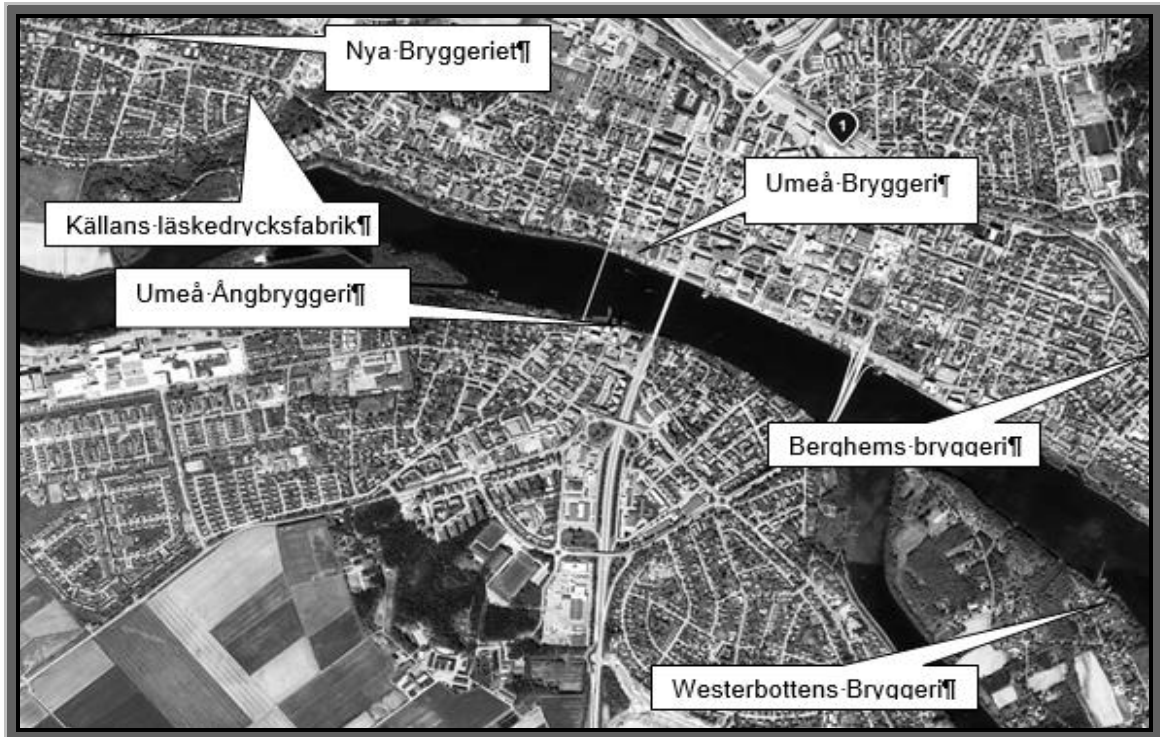 Nya·Bryggeriet¶
1
Umeå·Bryggeri¶
Källans·läskedrycksfabrik¶
Umeå·Ångbryggeri¶
Berghems·bryggeri¶
Westerbottens·Bryggeri¶